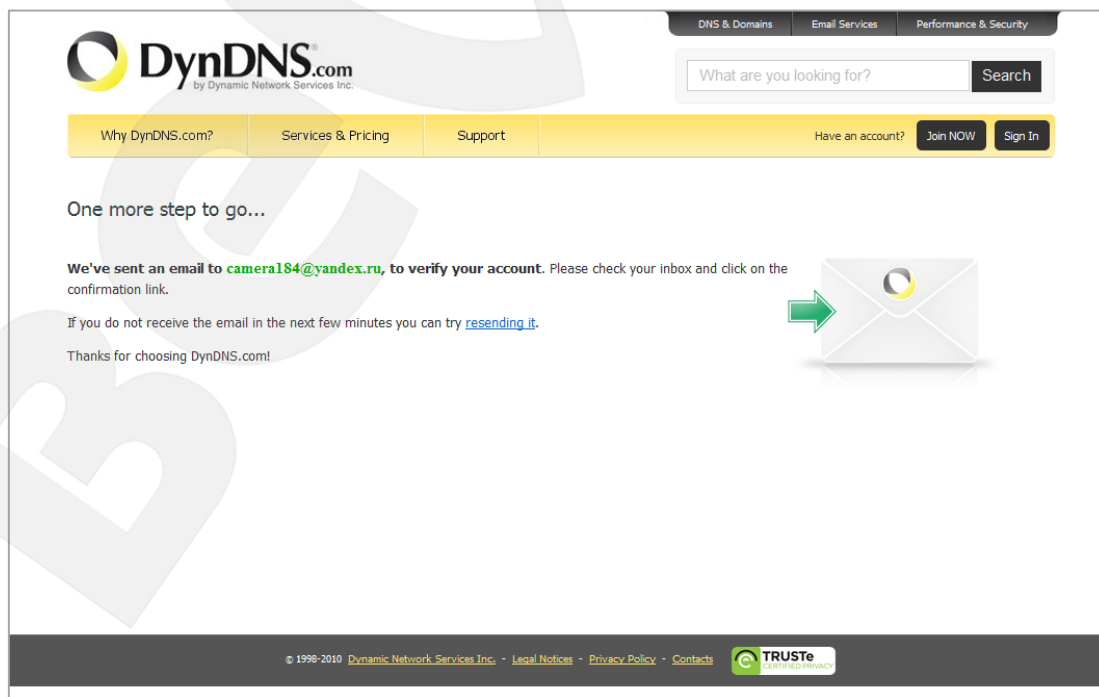 DNS & Domains Email Services Performance & Security
DynDNS.com
by Dynamic Network Services Inc.
What are you looking for? Search
Why DynDNS.com? Services & Pricing Support Have an account? Join NOW Sign In
One more step to go...
We've sent an email to camera184@yandex.ru, to verify your account. Please check your inbox and click on the
confirmation link.
If you do not receive the email in the next few minutes you can try resending it.
Thanks for choosing DynDNS.com!
© 1998-2010 Dynamic Network Services Inc. - Legal Notices - Privacy Policy - Contacts
TRUSTe
CERTIFIED PRIVACY